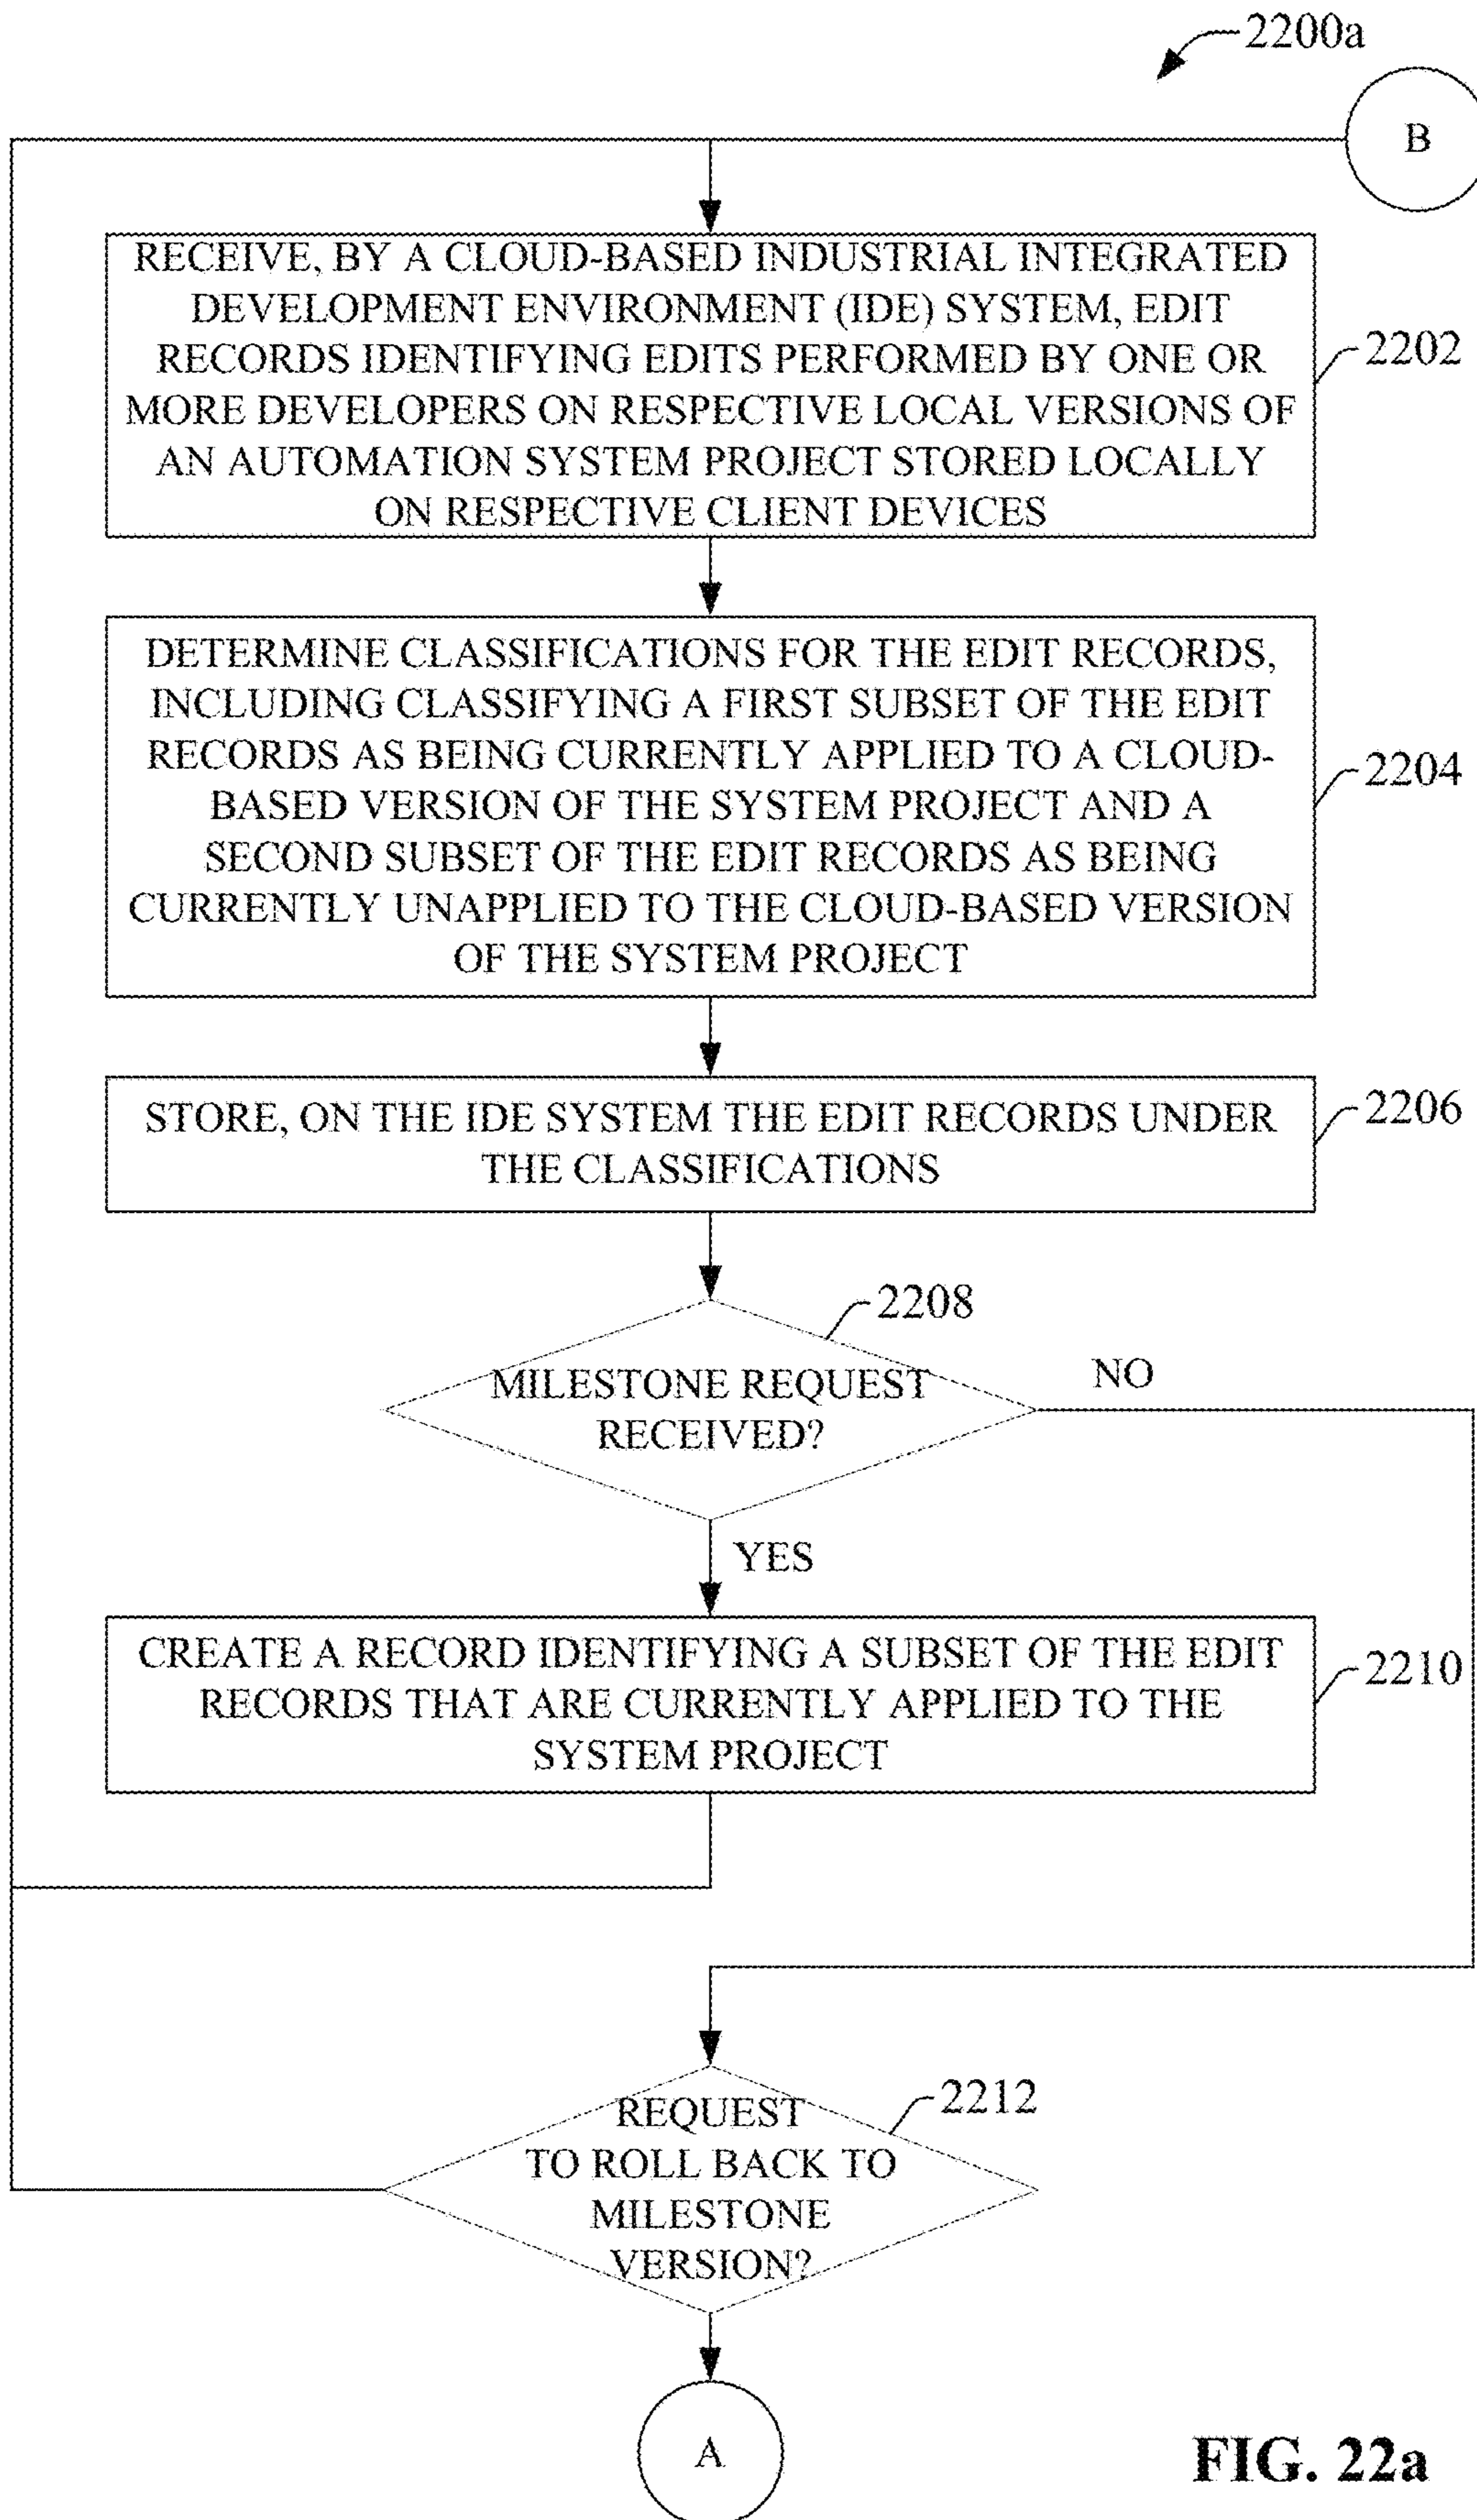 2200a
B
RECEIVE, BY A CLOUD-BASED INDUSTRIAL INTEGRATED
DEVELOPMENT ENVIRONMENT (IDE) SYSTEM, EDIT
RECORDS IDENTIFYING EDITS PERFORMED BY ONE OR
MORE DEVELOPERS ON RESPECTIVE LOCAL VERSIONS OF
AN AUTOMATION SYSTEM PROJECT STORED LOCALLY
ON RESPECTIVE CLIENT DEVICES
2202
DETERMINE CLASSIFICATIONS FOR THE EDIT RECORDS,
INCLUDING CLASSIFYING A FIRST SUBSET OF THE EDIT
RECORDS AS BEING CURRENTLY APPLIED TO A CLOUD-
BASED VERSION OF THE SYSTEM PROJECT AND A
SECOND SUBSET OF THE EDIT RECORDS AS BEING
CURRENTLY UNAPPLIED TO THE CLOUD-BASED VERSION
OF THE SYSTEM PROJECT
2204
STORE, ON THE IDE SYSTEM THE EDIT RECORDS UNDER
THE CLASSIFICATIONS
2206
2208
MILESTONE REQUEST
RECEIVED?
NO
YES
CREATE A RECORD IDENTIFYING A SUBSET OF THE EDIT
RECORDS THAT ARE CURRENTLY APPLIED TO THE
SYSTEM PROJECT
2210
2212
REQUEST
TO ROLL BACK TO
MILESTONE
VERSION?
A
FIG. 22a